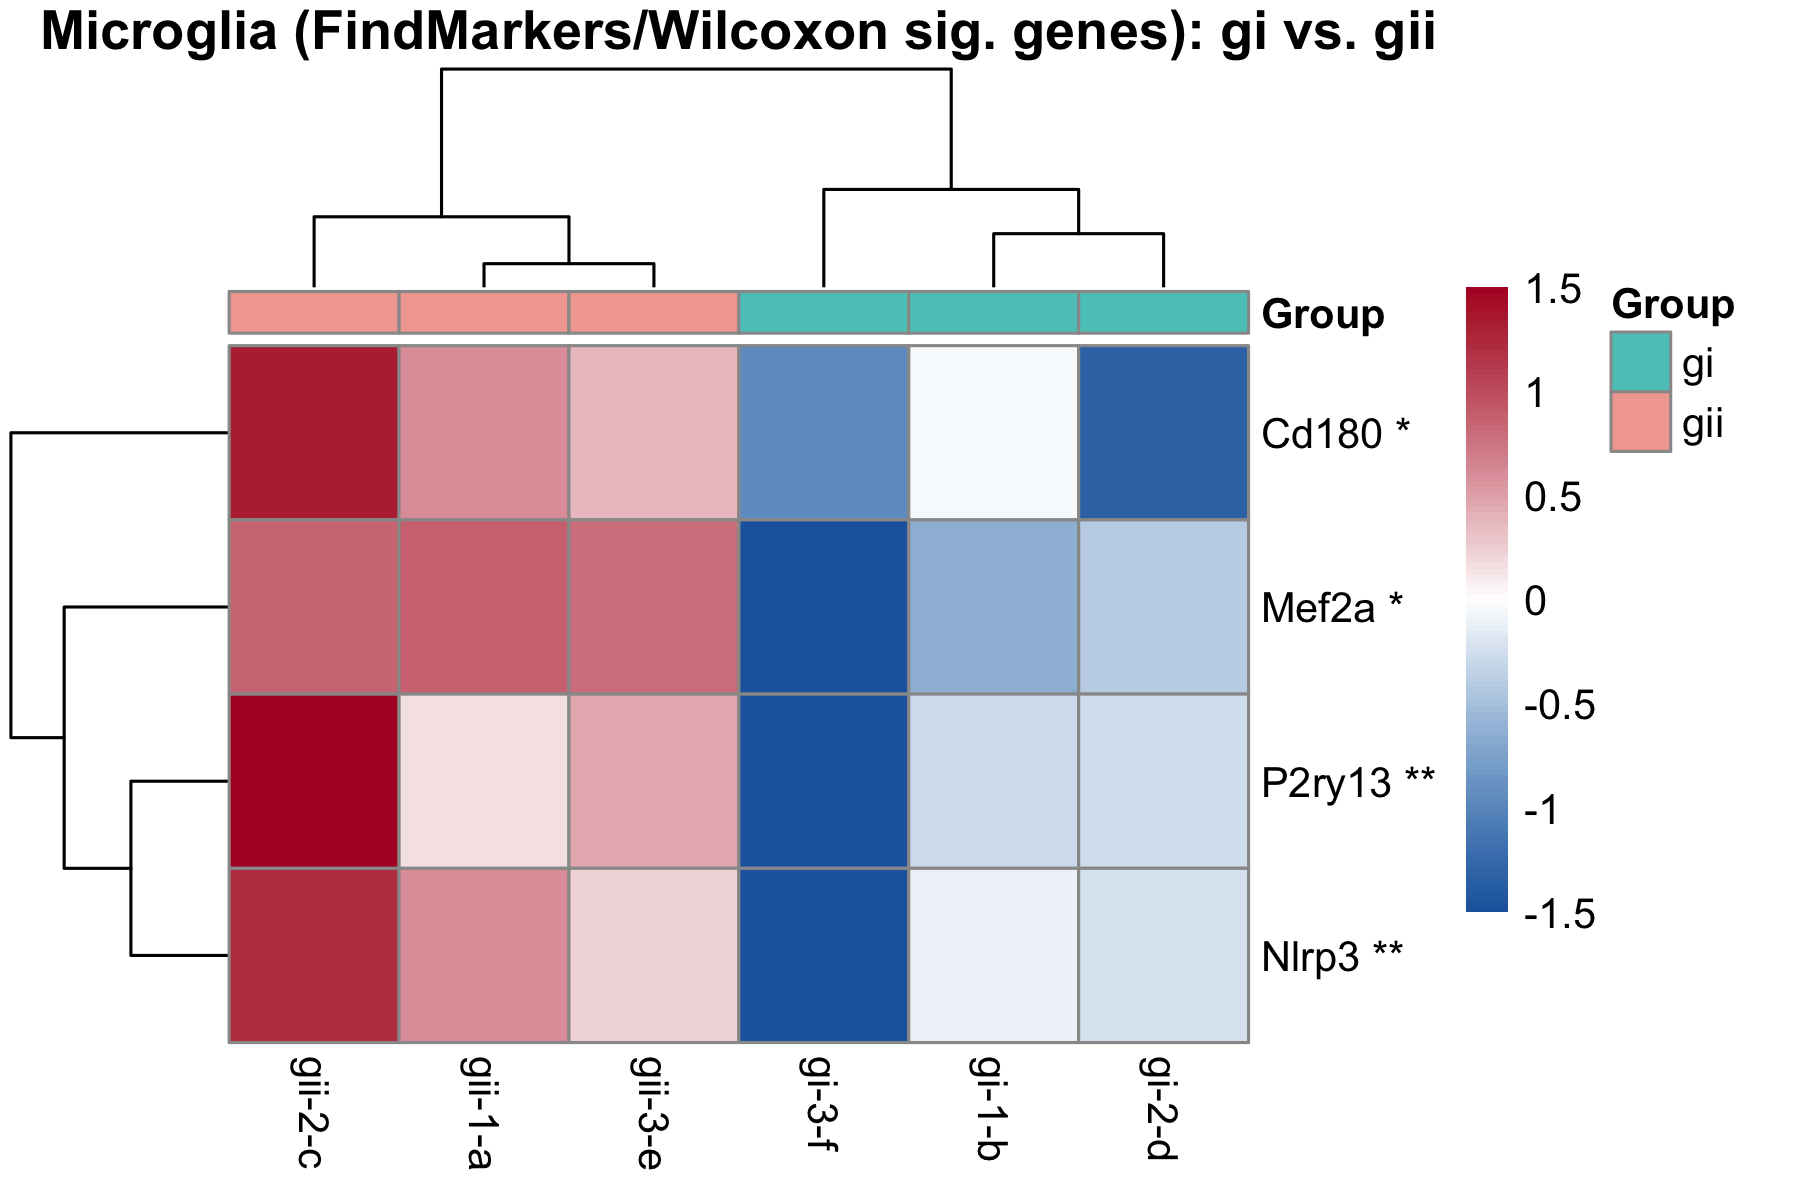 Microglia (FindMarkers/Wilcoxon sig. genes): gi vs. gii
Group
Cd180 *
Mef2a *
P2ry13 **
Nlrp3 **
gii-2-c
gii-1-a
gii-3-e
gi-3-f
gi-1-b
gi-2-d
1.5
1
0.5
0
-0.5
-1
-1.5
Group
gi
gii